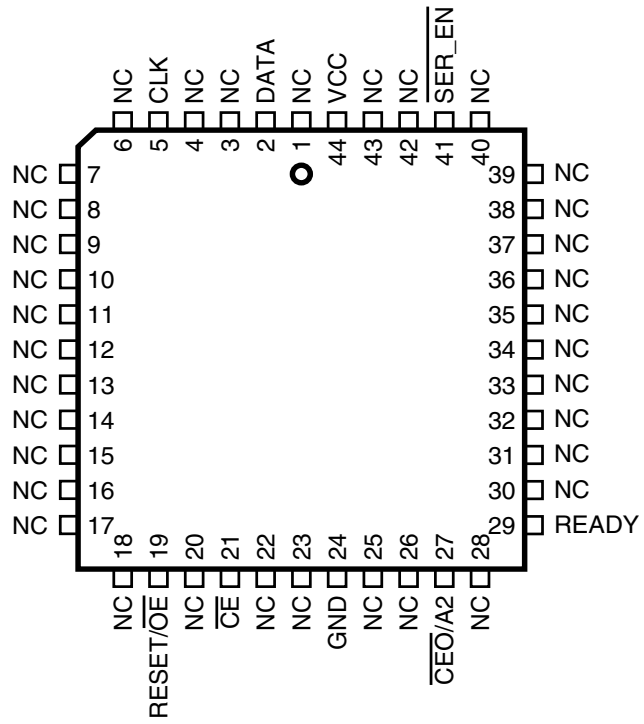 NC CLK NC NC DATA NC VCC NC NC SER_EN NC
6 5 4 3 2 1 44 43 42 41 40
NC 7 39 NC
NC 8 38 NC
NC 9 37 NC
NC 10 36 NC
NC 11 35 NC
NC 12 34 NC
NC 13 33 NC
NC 14 32 NC
NC 15 31 NC
NC 16 30 NC
NC 17 29 READY
18 19 20 21 22 23 24 25 26 27 28
NC RESET/OE NC CE NC NC GND NC NC CEO/A2 NC